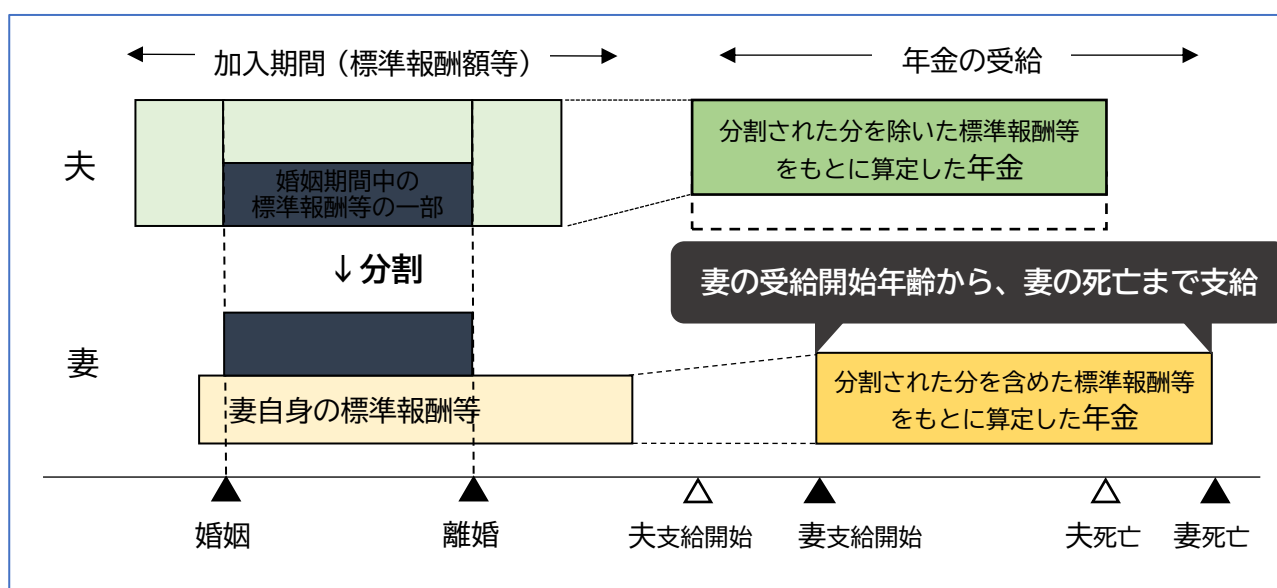 加入期間（標準報酬額等）
年金の受給
夫
婚姻期間中の
標準報酬等の一部
分割された分を除いた標準報酬等
をもとに算定した年金
↓分割
妻の受給開始年齢から、妻の死亡まで支給
妻
妻自身の標準報酬等
分割された分を含めた標準報酬等
をもとに算定した年金
婚姻
離婚
夫支給開始
妻支給開始
夫死亡
妻死亡